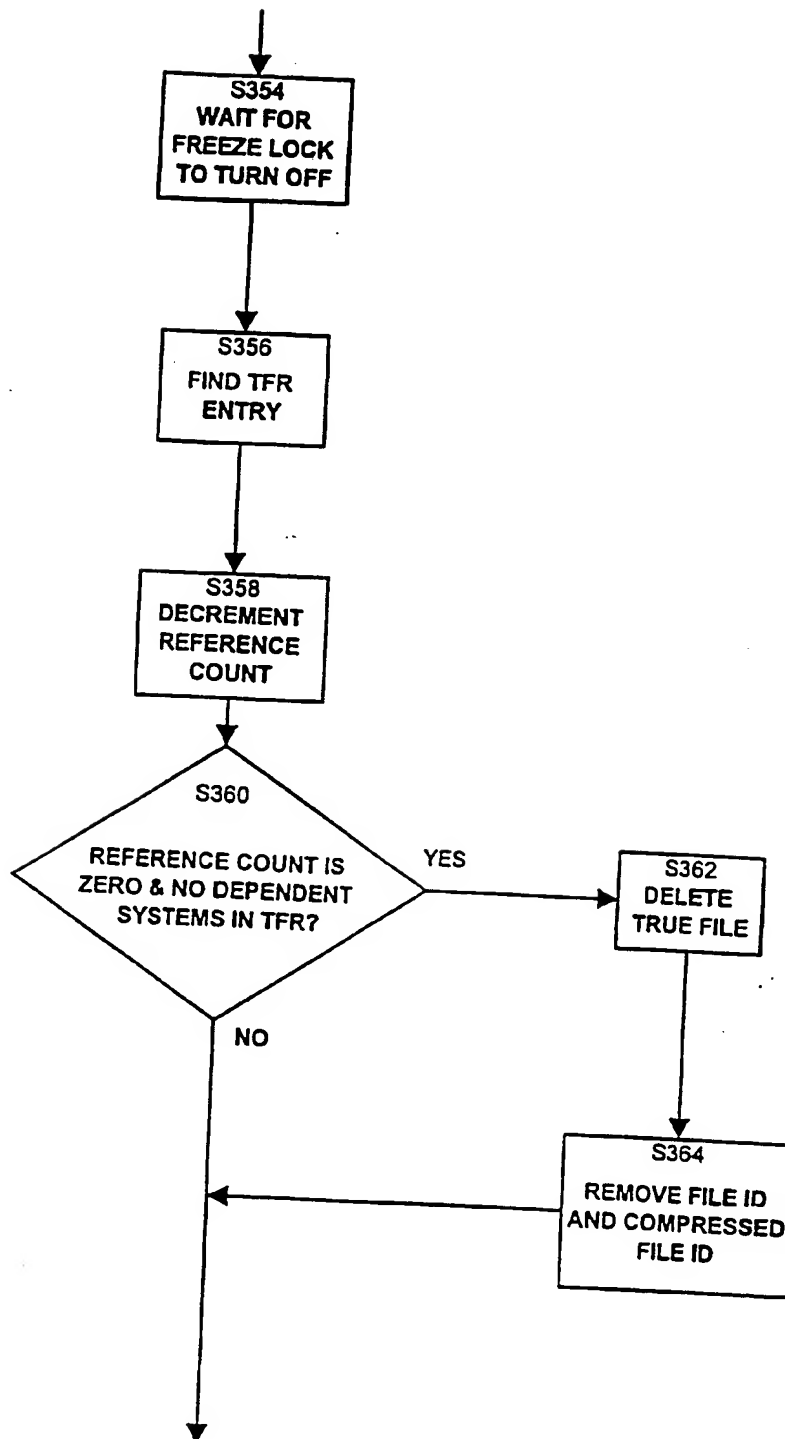 S354
WAIT FOR
FREEZE LOCK
TO TURN OFF
S356
FIND TFR
ENTRY
S358
DECREMENT
REFERENCE
COUNT
S360
REFERENCE COUNT IS
ZERO & NO DEPENDENT
SYSTEMS IN TFR?
YES
S362
DELETE
TRUE FILE
NO
S364
REMOVE FILE ID
AND COMPRESSED
FILE ID